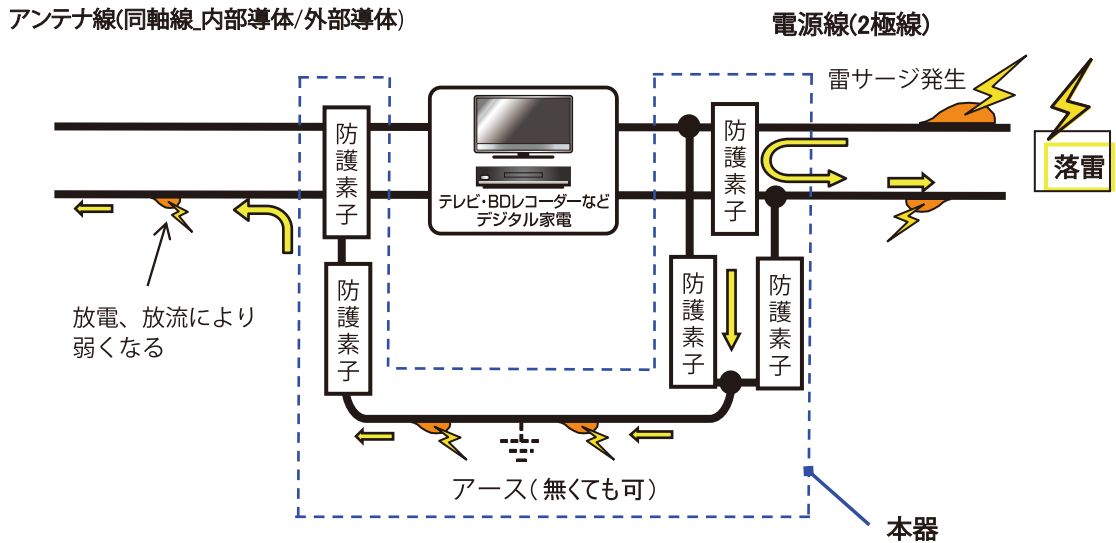 アンテナ線(同軸線_内部導体/外部導体)
電源線(2極線)
雷サージ発生
落雷
防護素子
防護素子
テレビ・BDレコーダーなど
デジタル家電
放電、放流により
弱くなる
防護素子
防護素子
防護素子
アース(無くても可)
本器